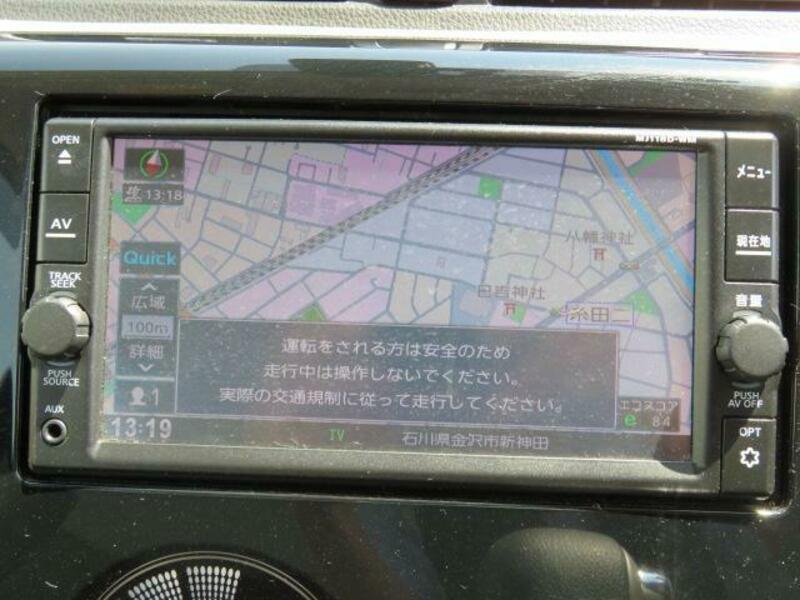 OPEN
MJ116D-WM
メニュー
13:18
AV
現在地
八幡神社
Quick
TRACK
SEEK
広域
日吉神社
音量
糸田二
100m
詳細
運転をされる方は安全のため
走行中は操作しないでください。
実際の交通規制に従って走行してください。
PUSH
SOURCE
1
PUSH
AV OFF
エコスコア
e 84
AUX
13:19
TV
石川県金沢市新神田
OPT